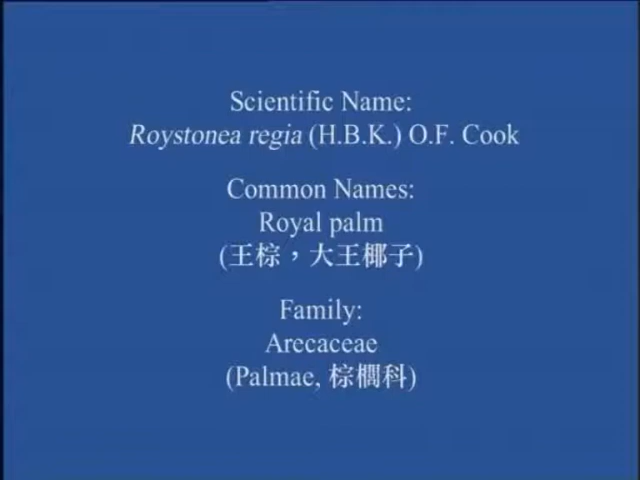 Scientific Name:
Roystonea regia (H.B.K.) O.F. Cook
Common Names:
Royal palm
(王棕，大王椰子)
Family:
Arecaceae
(Palmae, 棕櫚科)